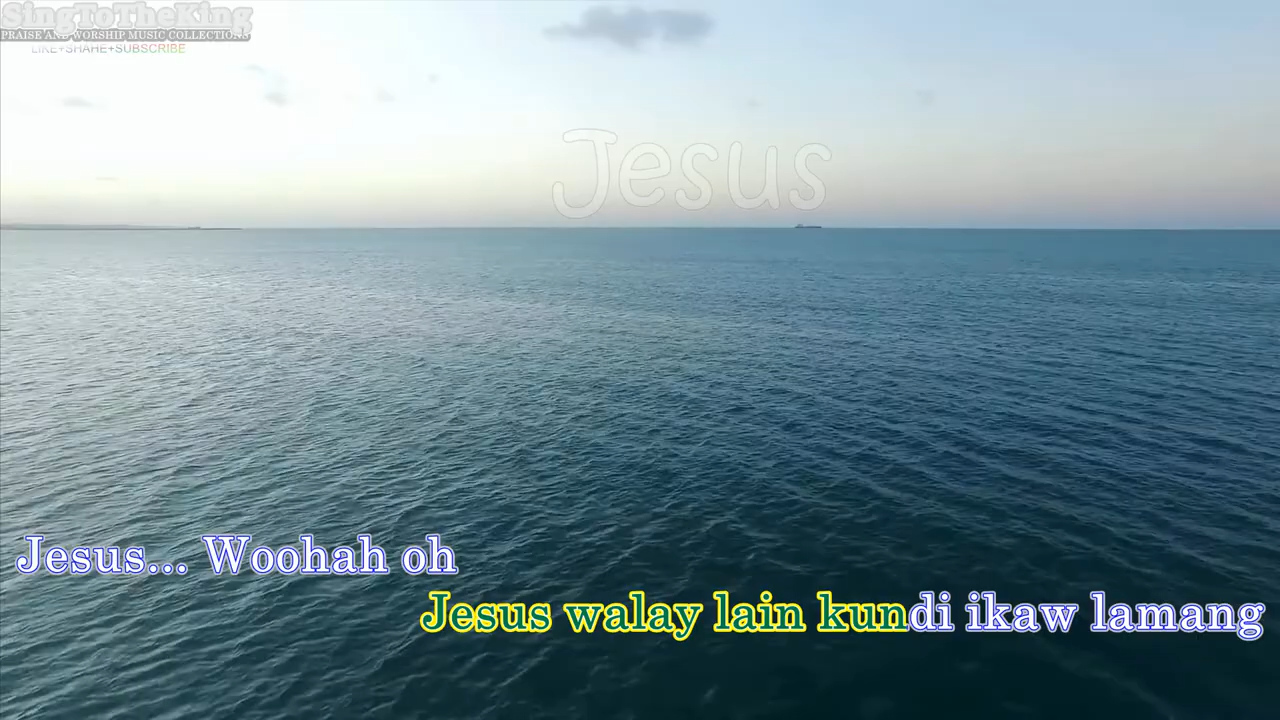 SingToTheKing
PRAISE AND WORSHIP MUSIC COLLECTIONS
LIKE+SHARE+SUBSCRIBE
Jesus
Jesus... Woohah oh
Jesus walay lain kundi ikaw lamang